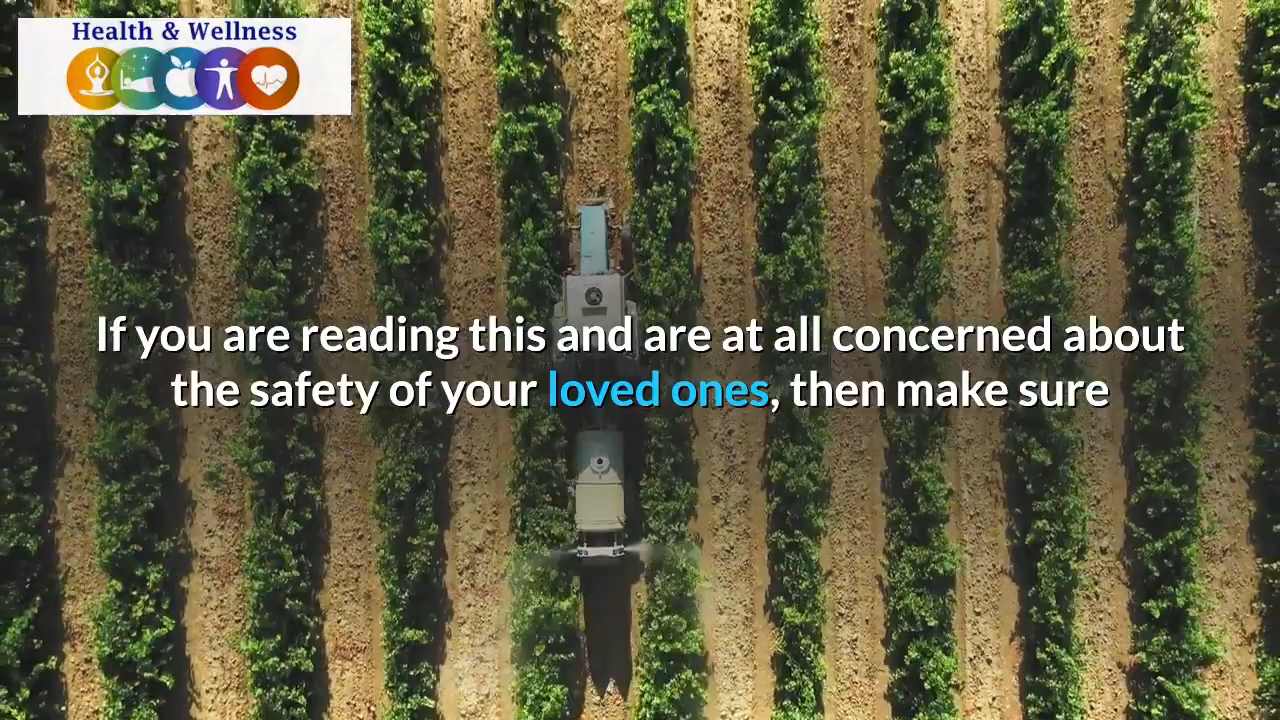 Health & Wellness
If you are reading this and are at all concerned about
the safety of your loved ones, then make sure